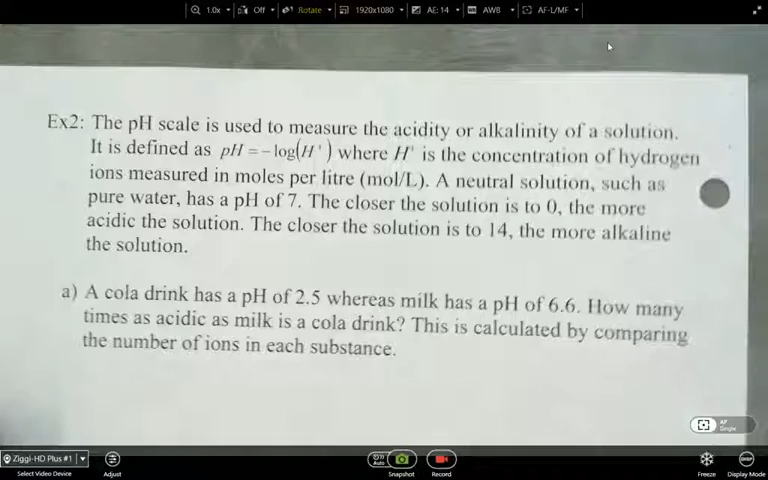 1.0x Off Rotate 1920x1080 AE: 14 AWB AF-L/MF
Ex2: The pH scale is used to measure the acidity or alkalinity of a solution.
It is defined as pH = −log(H⁺) where H⁺ is the concentration of hydrogen
ions measured in moles per litre (mol/L). A neutral solution, such as
pure water, has a pH of 7. The closer the solution is to 0, the more
acidic the solution. The closer the solution is to 14, the more alkaline
the solution.
a) A cola drink has a pH of 2.5 whereas milk has a pH of 6.6. How many
times as acidic as milk is a cola drink? This is calculated by comparing
the number of ions in each substance.
AF
Single
Ziggi-HD Plus #1
Auto
Select Video Device Adjust Snapshot Record Freeze Display Mode